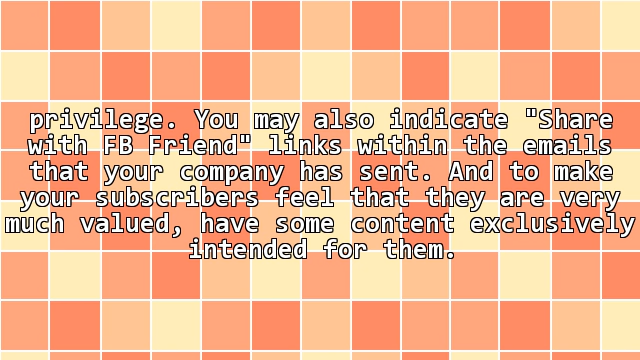 privilege. You may also indicate "Share
with FB Friend" links within the emails
that your company has sent. And to make
your subscribers feel that they are very
much valued, have some content exclusively
intended for them.